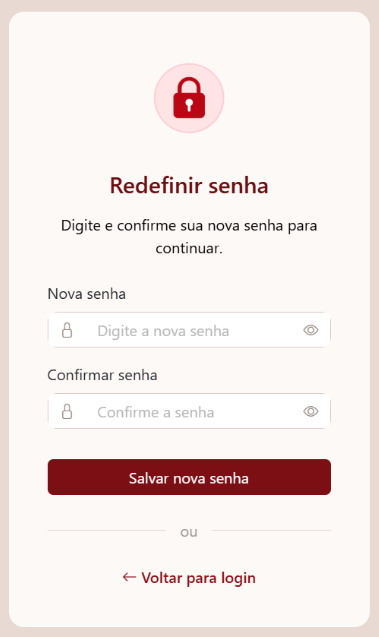 Redefinir senha
Digite e confirme sua nova senha para
continuar.
Nova senha
Digite a nova senha
Confirmar senha
Confirme a senha
Salvar nova senha
ou
← Voltar para login